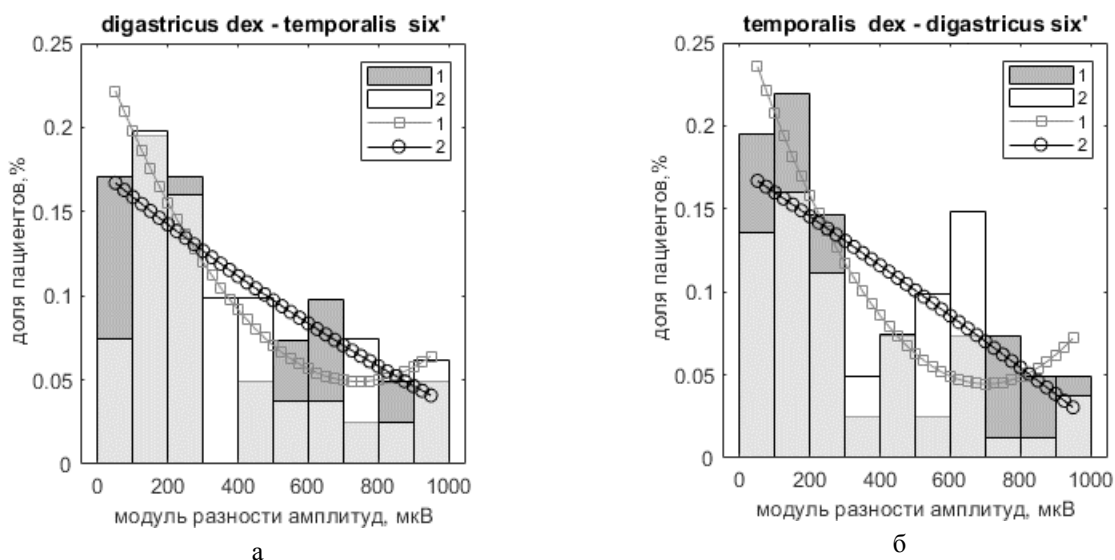 digastricus dex - temporalis six'
0.25
0.2
0.15
0.1
0.05
0
доля пациентов,%
1
2
1
2
0 200 400 600 800 1000
модуль разности амплитуд, мкВ
а
temporalis dex - digastricus six'
0.25
0.2
0.15
0.1
0.05
0
доля пациентов,%
1
2
1
2
0 200 400 600 800 1000
модуль разности амплитуд, мкВ
б